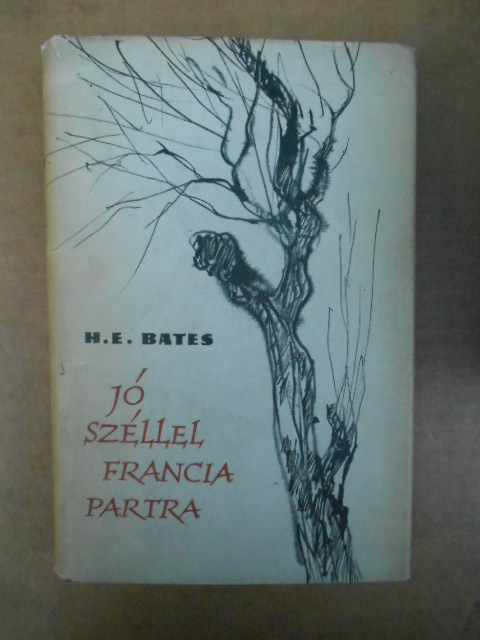 H.E. BATES
JÓ
SZÉLLEL
FRANCIA
PARTRA